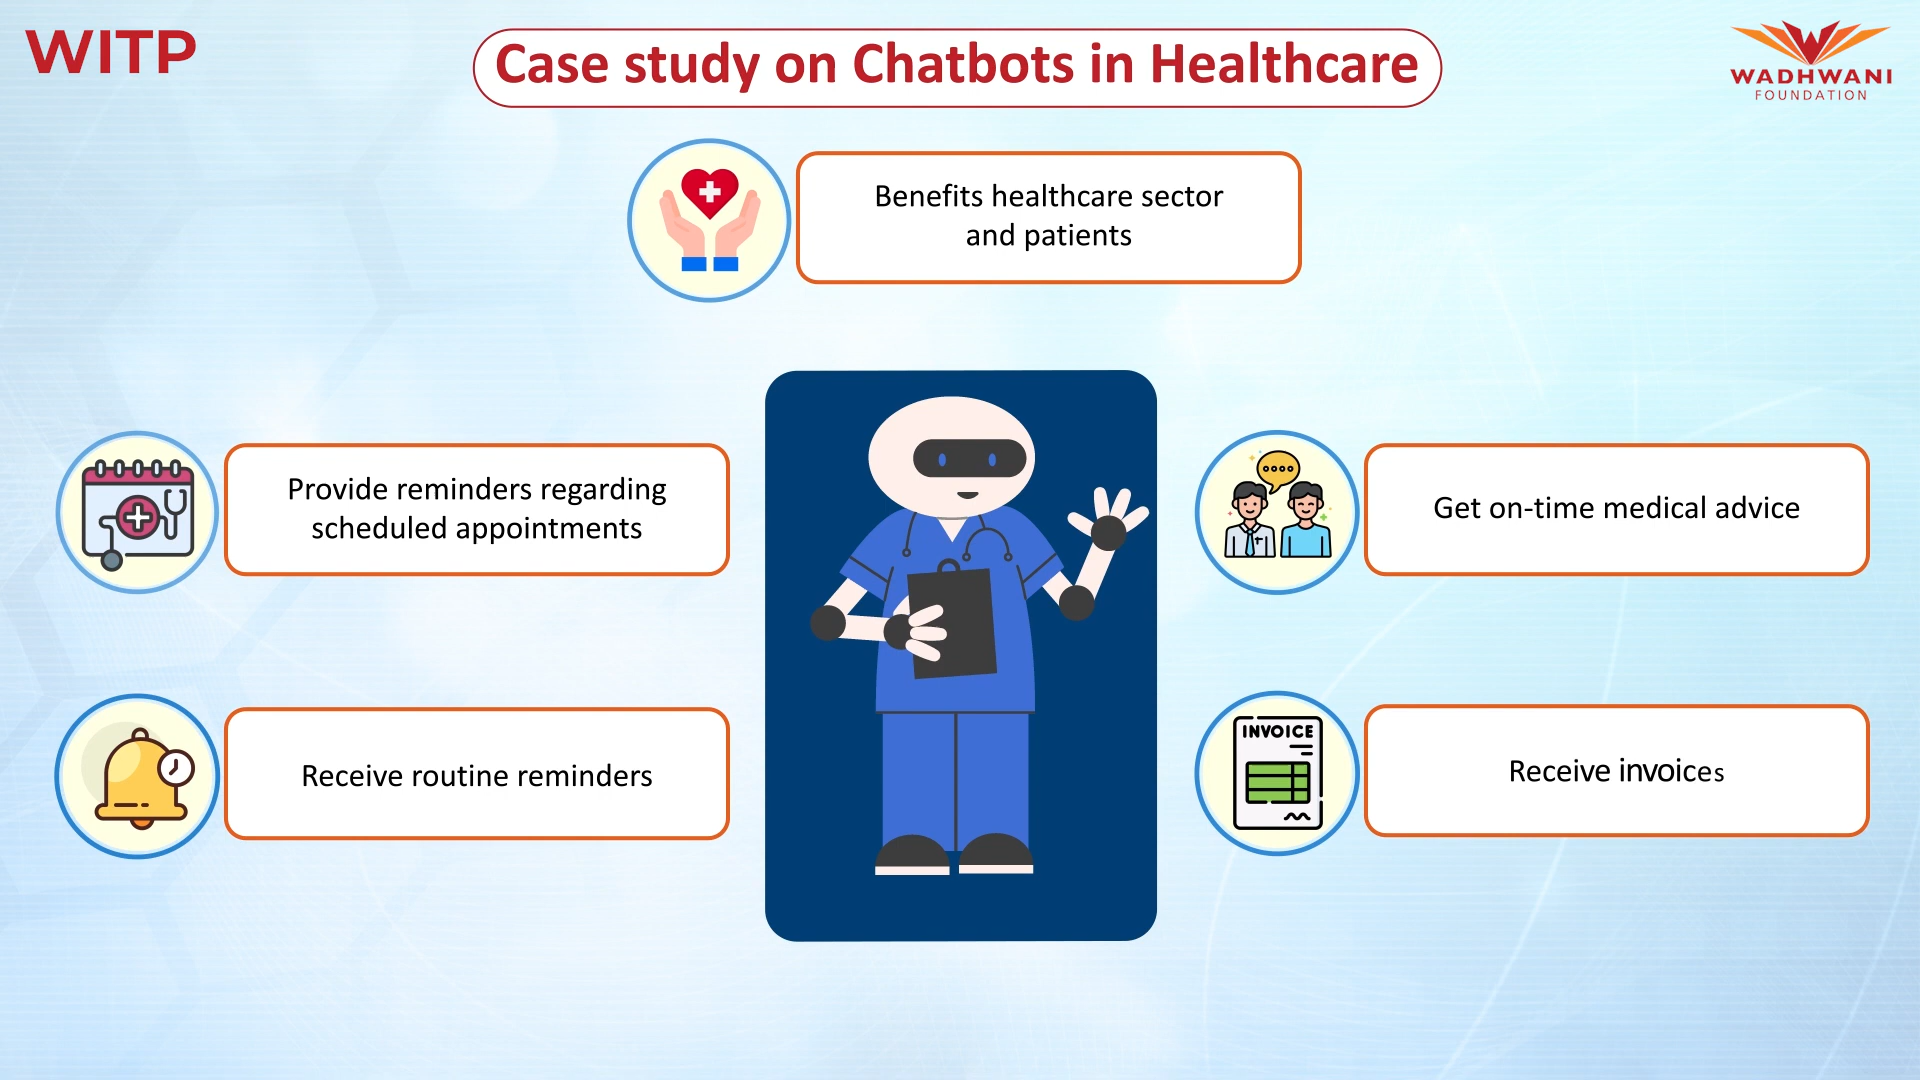 WITP
Case study on Chatbots in Healthcare
WADHWANI
FOUNDATION
Benefits healthcare sector
and patients
Provide reminders regarding
scheduled appointments
Get on-time medical advice
Receive routine reminders
INVOICE
Receive invoices